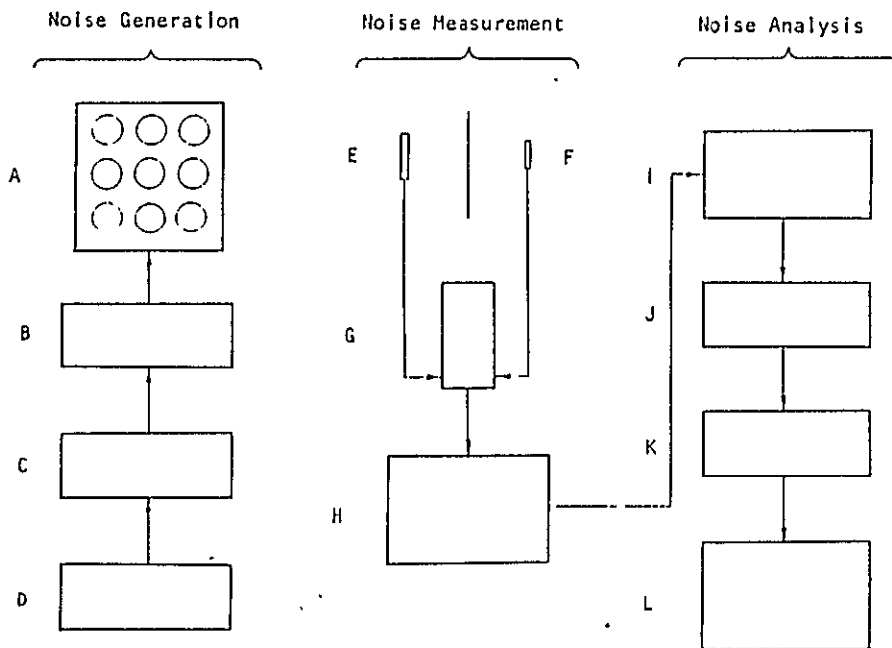 Noise Generation
Noise Measurement
Noise Analysis
A
B
C
D
E
F
G
H
I
J
K
L